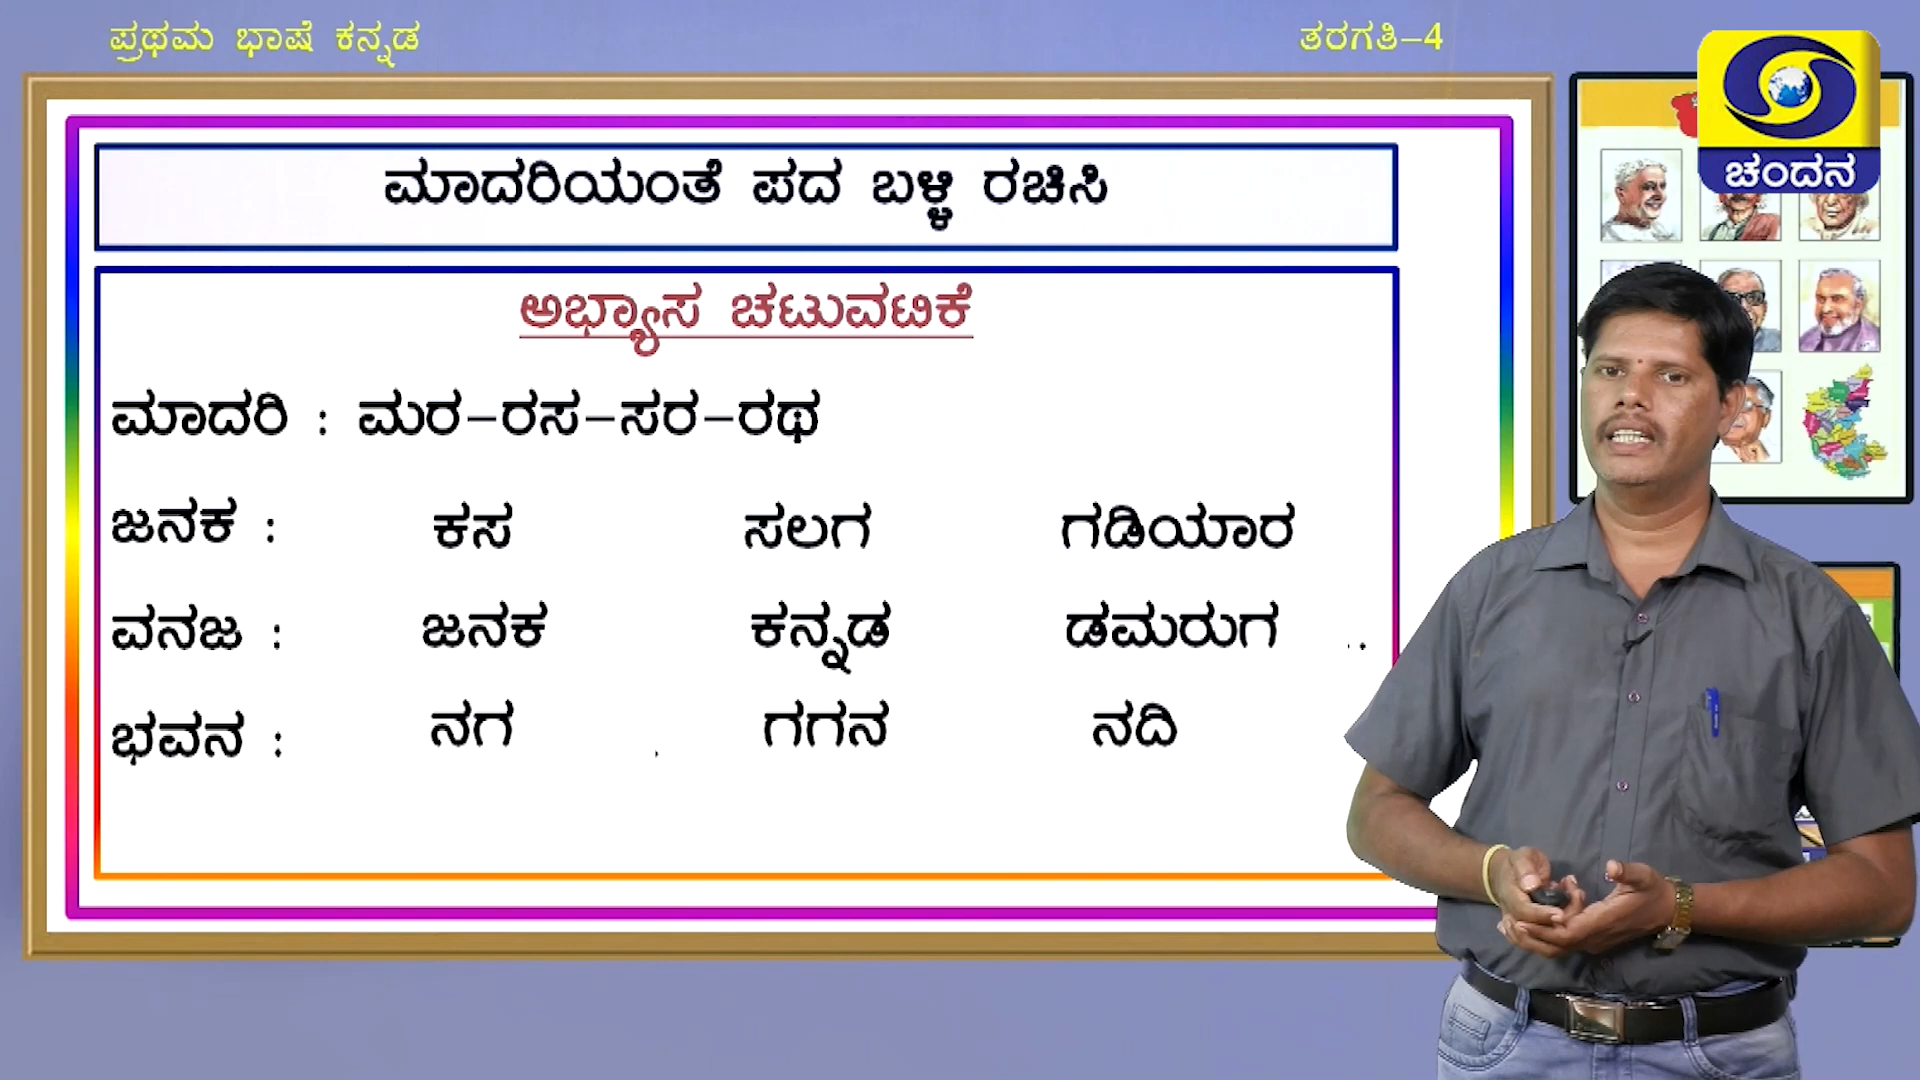 ಪ್ರಥಮ ಭಾಷೆ ಕನ್ನಡ
ತರಗತಿ-4
ಚಂದನ
ಮಾದರಿಯಂತೆ ಪದ ಬಳ್ಳಿ ರಚಿಸಿ
ಅಭ್ಯಾಸ ಚಟುವಟಿಕೆ
ಮಾದರಿ : ಮರ-ರಸ-ಸರ-ರಥ
ಜನಕ : ಕಸ ಸಲಗ ಗಡಿಯಾರ
ವನಜ : ಜನಕ ಕನ್ನಡ ಡಮರುಗ ..
ಭವನ : ನಗ . ಗಗನ ನದಿ